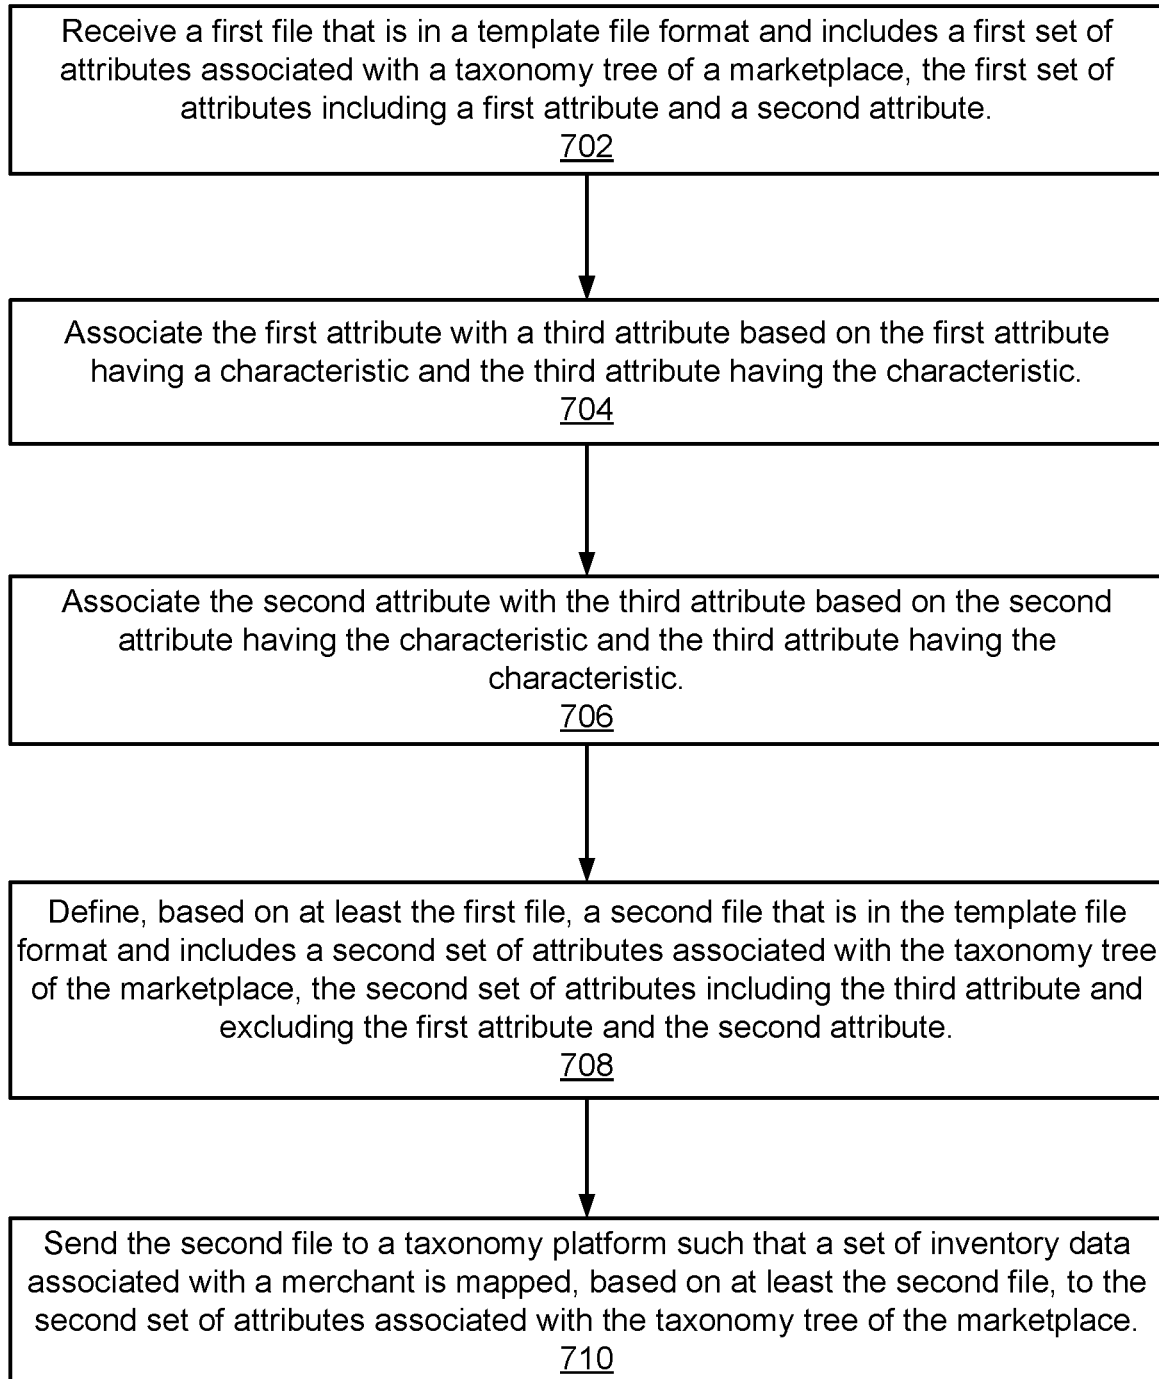 Receive a first file that is in a template file format and includes a first set of
attributes associated with a taxonomy tree of a marketplace, the first set of
attributes including a first attribute and a second attribute.
702
Associate the first attribute with a third attribute based on the first attribute
having a characteristic and the third attribute having the characteristic.
704
Associate the second attribute with the third attribute based on the second
attribute having the characteristic and the third attribute having the
characteristic.
706
Define, based on at least the first file, a second file that is in the template file
format and includes a second set of attributes associated with the taxonomy tree
of the marketplace, the second set of attributes including the third attribute and
excluding the first attribute and the second attribute.
708
Send the second file to a taxonomy platform such that a set of inventory data
associated with a merchant is mapped, based on at least the second file, to the
second set of attributes associated with the taxonomy tree of the marketplace.
710